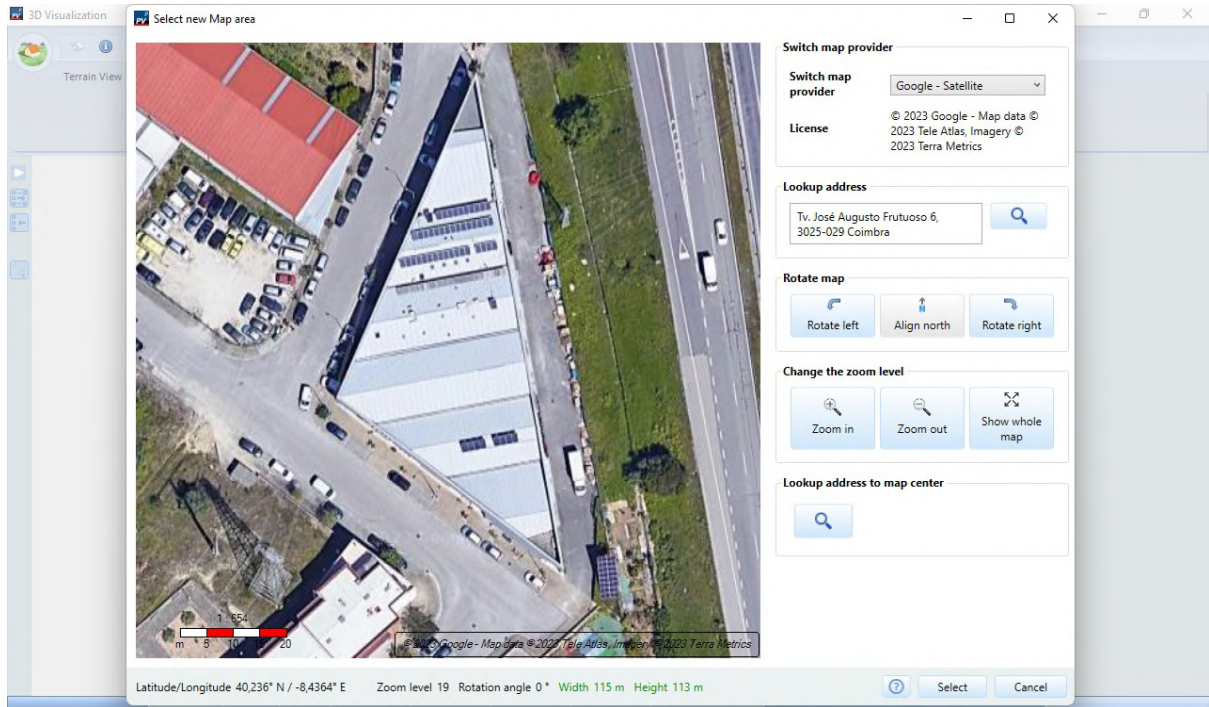 3D Visualization
PV Select new Map area
Terrain View
Switch map provider
Switch map
provider
Google - Satellite
License
© 2023 Google - Map data ©
2023 Tele Atlas, Imagery ©
2023 Terra Metrics
Lookup address
Tv. José Augusto Frutuoso 6,
3025-029 Coimbra
Rotate map
N
Rotate left
Align north
Rotate right
Change the zoom level
Zoom in
Zoom out
Show whole
map
Lookup address to map center
1 : 654
m 5 10 15 20
© 2023 Google - Map data © 2023 Tele Atlas, Imagery © 2023 Terra Metrics
Latitude/Longitude 40,236° N / -8,4364° E Zoom level 19 Rotation angle 0 ° Width 115 m Height 113 m
? Select Cancel